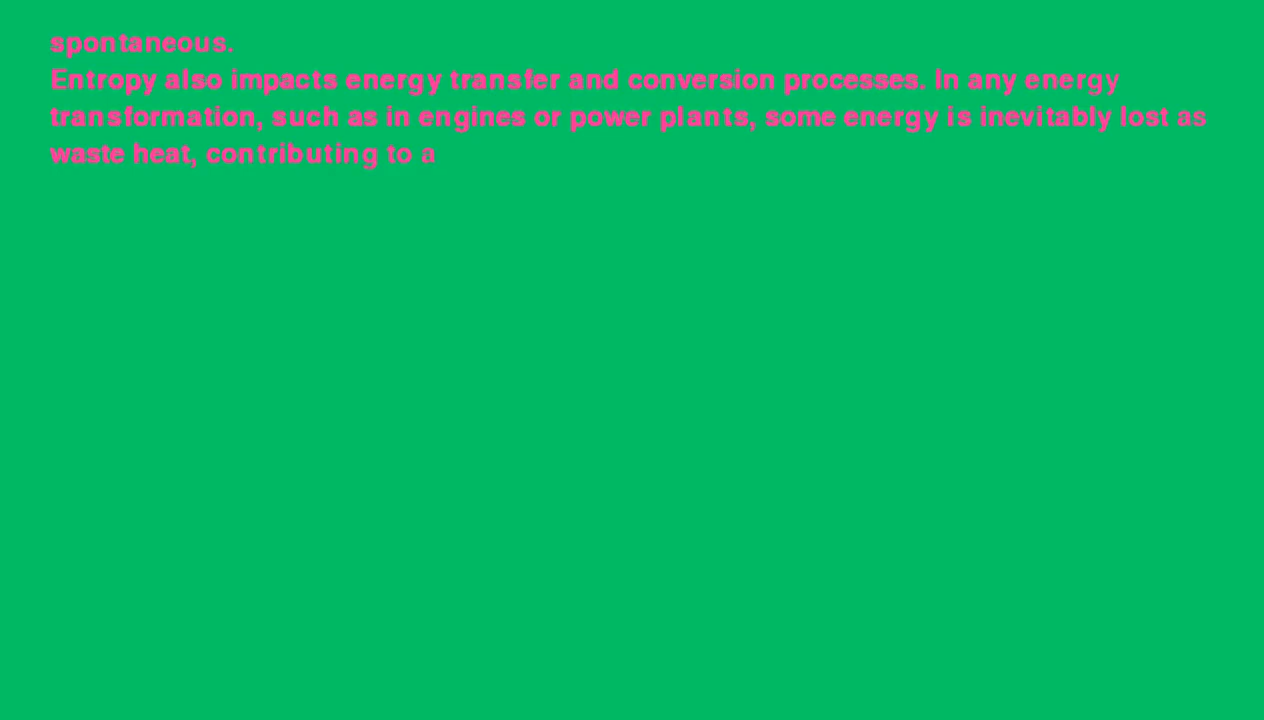 spontaneous.
Entropy also impacts energy transfer and conversion processes. In any energy
transformation, such as in engines or power plants, some energy is inevitably lost as
waste heat, contributing to a